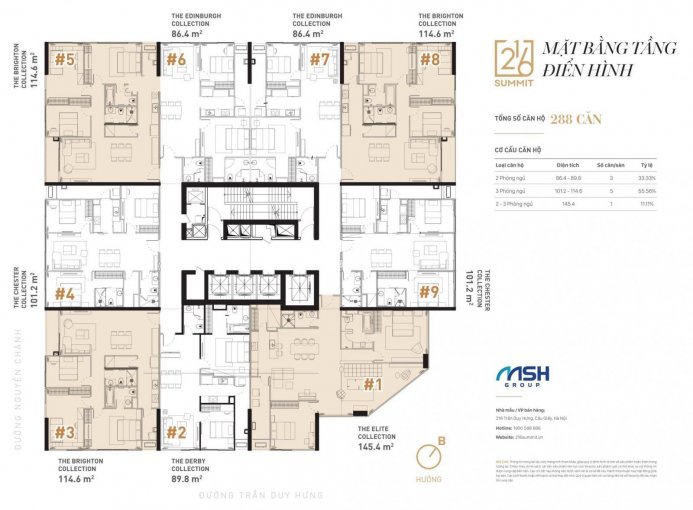 THE EDINBURGH
COLLECTION
86.4 m²
THE EDINBURGH
COLLECTION
86.4 m²
THE BRIGHTON
COLLECTION
114.6 m²
THE BRIGHTON
COLLECTION
114.6 m²
#5
#6
#7
#8
216
SUMMIT
MẶT BẰNG TẦNG
ĐIỂN HÌNH
TỔNG SỐ CĂN HỘ 288 CĂN
CƠ CẤU CĂN HỘ
Loại căn hộ Diện tích Số căn/sàn Tỷ lệ
2 Phòng ngủ 86.4 - 89.8 3 33.33%
3 Phòng ngủ 101.2 - 114.6 5 55.56%
2 - 3 Phòng ngủ 145.4 1 11.11%
THE CHESTER
COLLECTION
101.2 m²
#4
#9
THE CHESTER
COLLECTION
101.2 m²
ĐƯỜNG NGUYỄN CHÁNH
#3
#2
#1
THE BRIGHTON
COLLECTION
114.6 m²
THE DERBY
COLLECTION
89.8 m²
THE ELITE
COLLECTION
145.4 m²
B
HƯỚNG
ĐƯỜNG TRẦN DUY HƯNG
MSH
GROUP
Nhà mẫu / VP bán hàng:
216 Trần Duy Hưng, Cầu Giấy, Hà Nội
Website: 216summit.vn